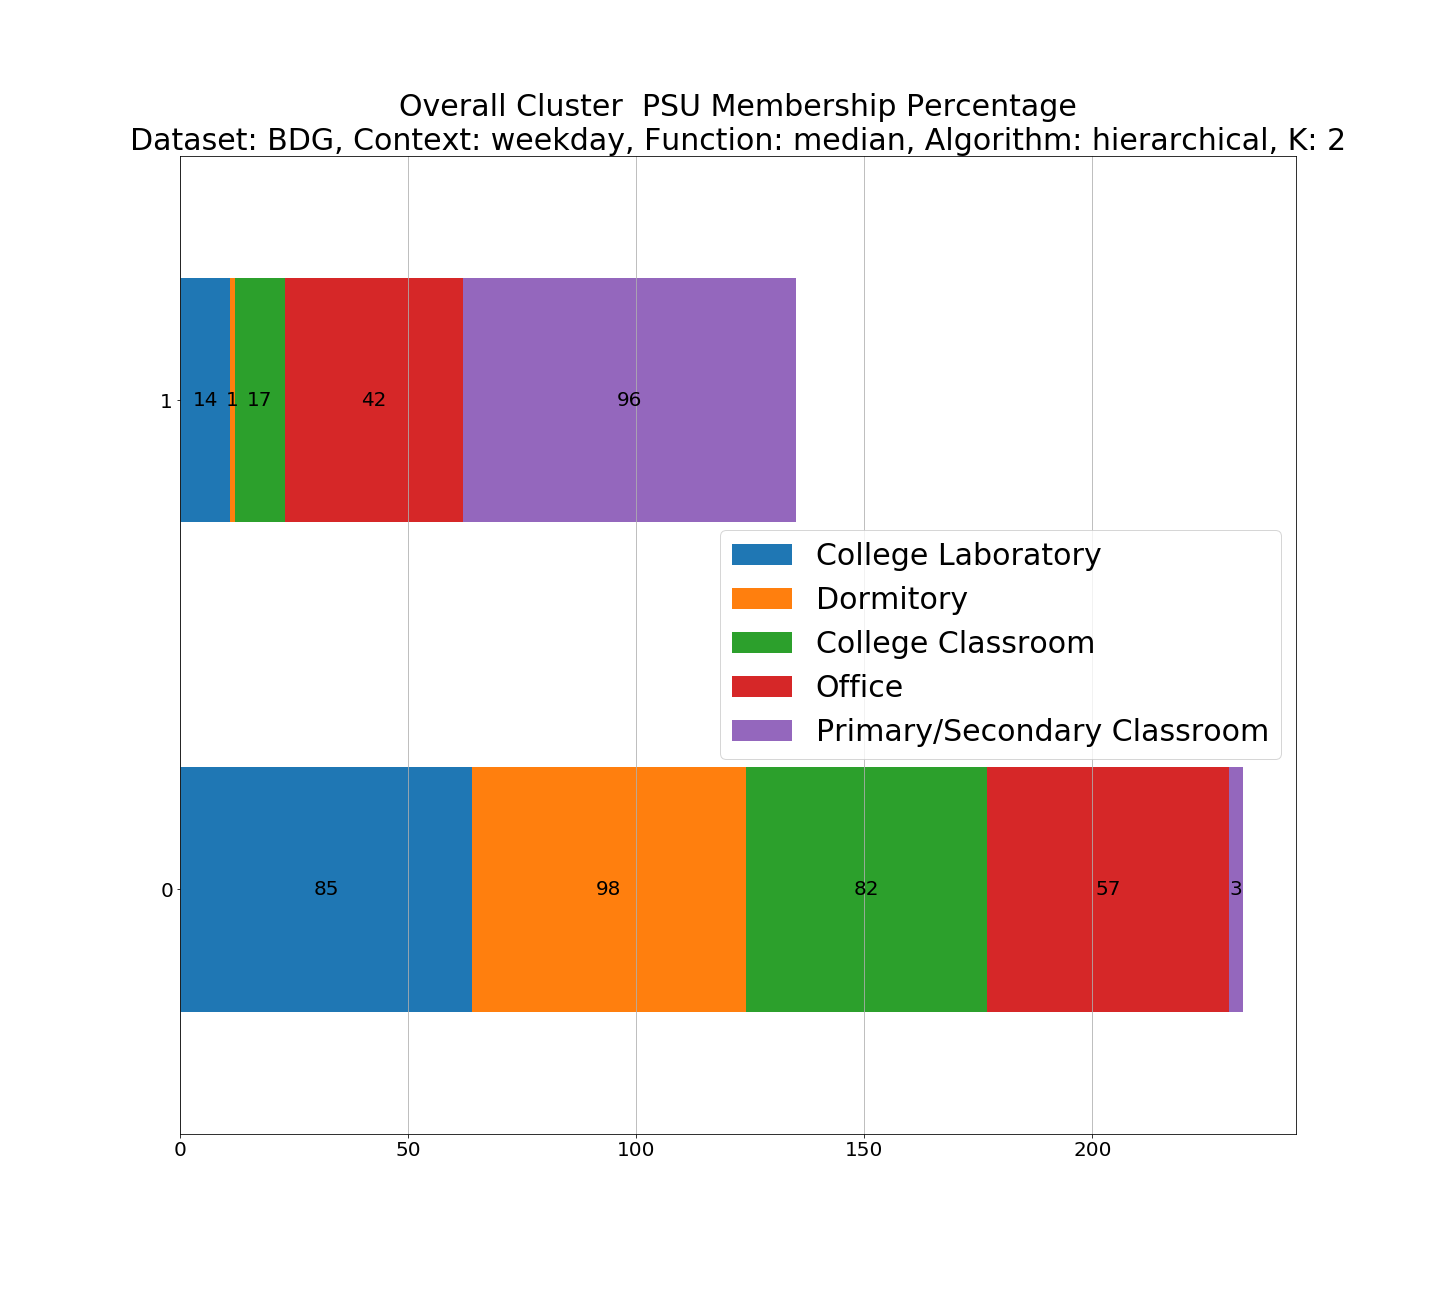 Overall Cluster  PSU Membership Percentage
Dataset: BDG, Context: weekday, Function: median, Algorithm: hierarchical, K: 2
1
14 1 17 42 96
College Laboratory
Dormitory
College Classroom
Office
Primary/Secondary Classroom
0
85 98 82 57 3
0 50 100 150 200